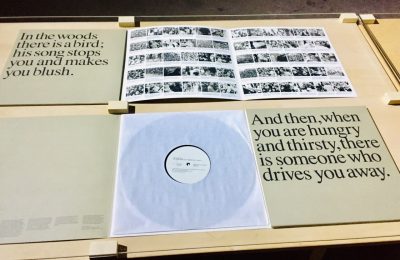 In the woods
there is a bird;
his song stops
you and makes
you blush.
And then, when
you are hungry
and thirsty, there
is someone who
drives you away.